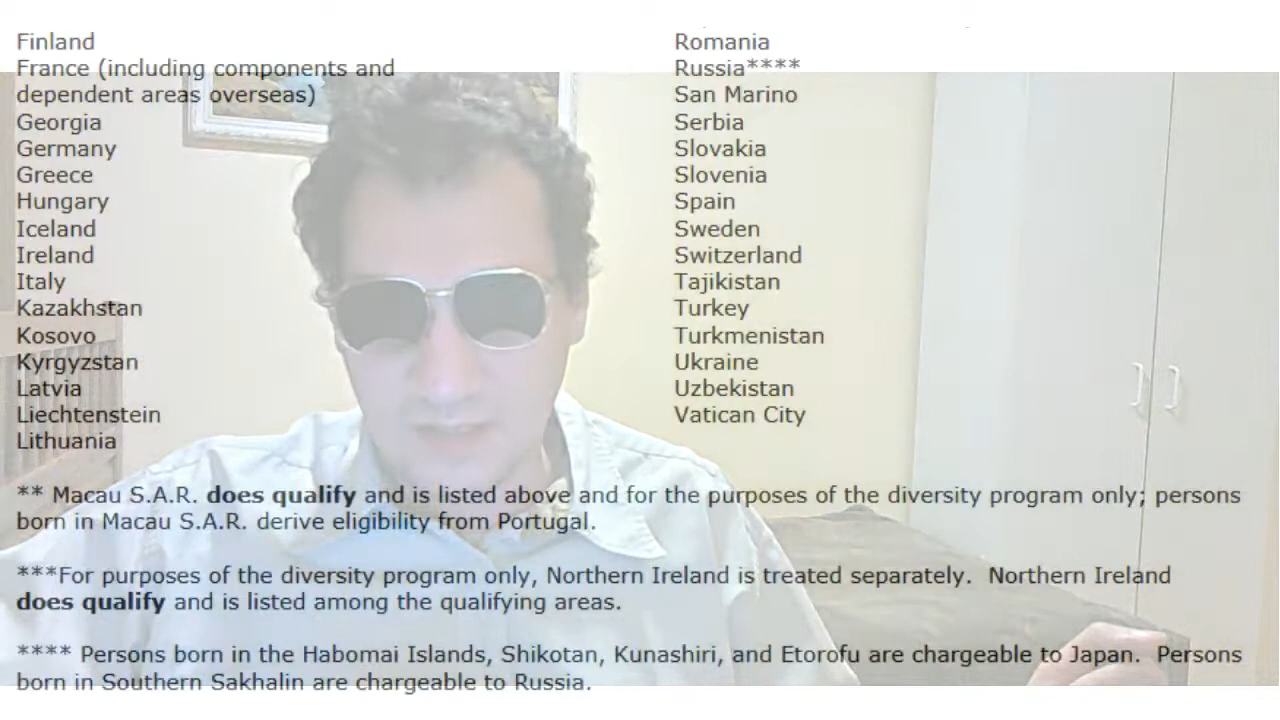 Finland
France (including components and
dependent areas overseas)
Georgia
Germany
Greece
Hungary
Iceland
Ireland
Italy
Kazakhstan
Kosovo
Kyrgyzstan
Latvia
Liechtenstein
Lithuania
Romania
Russia****
San Marino
Serbia
Slovakia
Slovenia
Spain
Sweden
Switzerland
Tajikistan
Turkey
Turkmenistan
Ukraine
Uzbekistan
Vatican City
** Macau S.A.R. does qualify and is listed above and for the purposes of the diversity program only; persons
born in Macau S.A.R. derive eligibility from Portugal.
***For purposes of the diversity program only, Northern Ireland is treated separately.  Northern Ireland
does qualify and is listed among the qualifying areas.
**** Persons born in the Habomai Islands, Shikotan, Kunashiri, and Etorofu are chargeable to Japan.  Persons
born in Southern Sakhalin are chargeable to Russia.